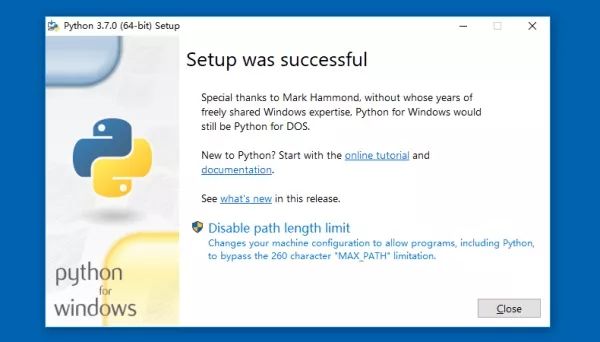 Python 3.7.0 (64-bit) Setup
Setup was successful
Special thanks to Mark Hammond, without whose years of
freely shared Windows expertise, Python for Windows would
still be Python for DOS.
New to Python? Start with the online tutorial and
documentation.
See what's new in this release.
Disable path length limit
Changes your machine configuration to allow programs, including Python,
to bypass the 260 character "MAX_PATH" limitation.
python
for
windows
Close